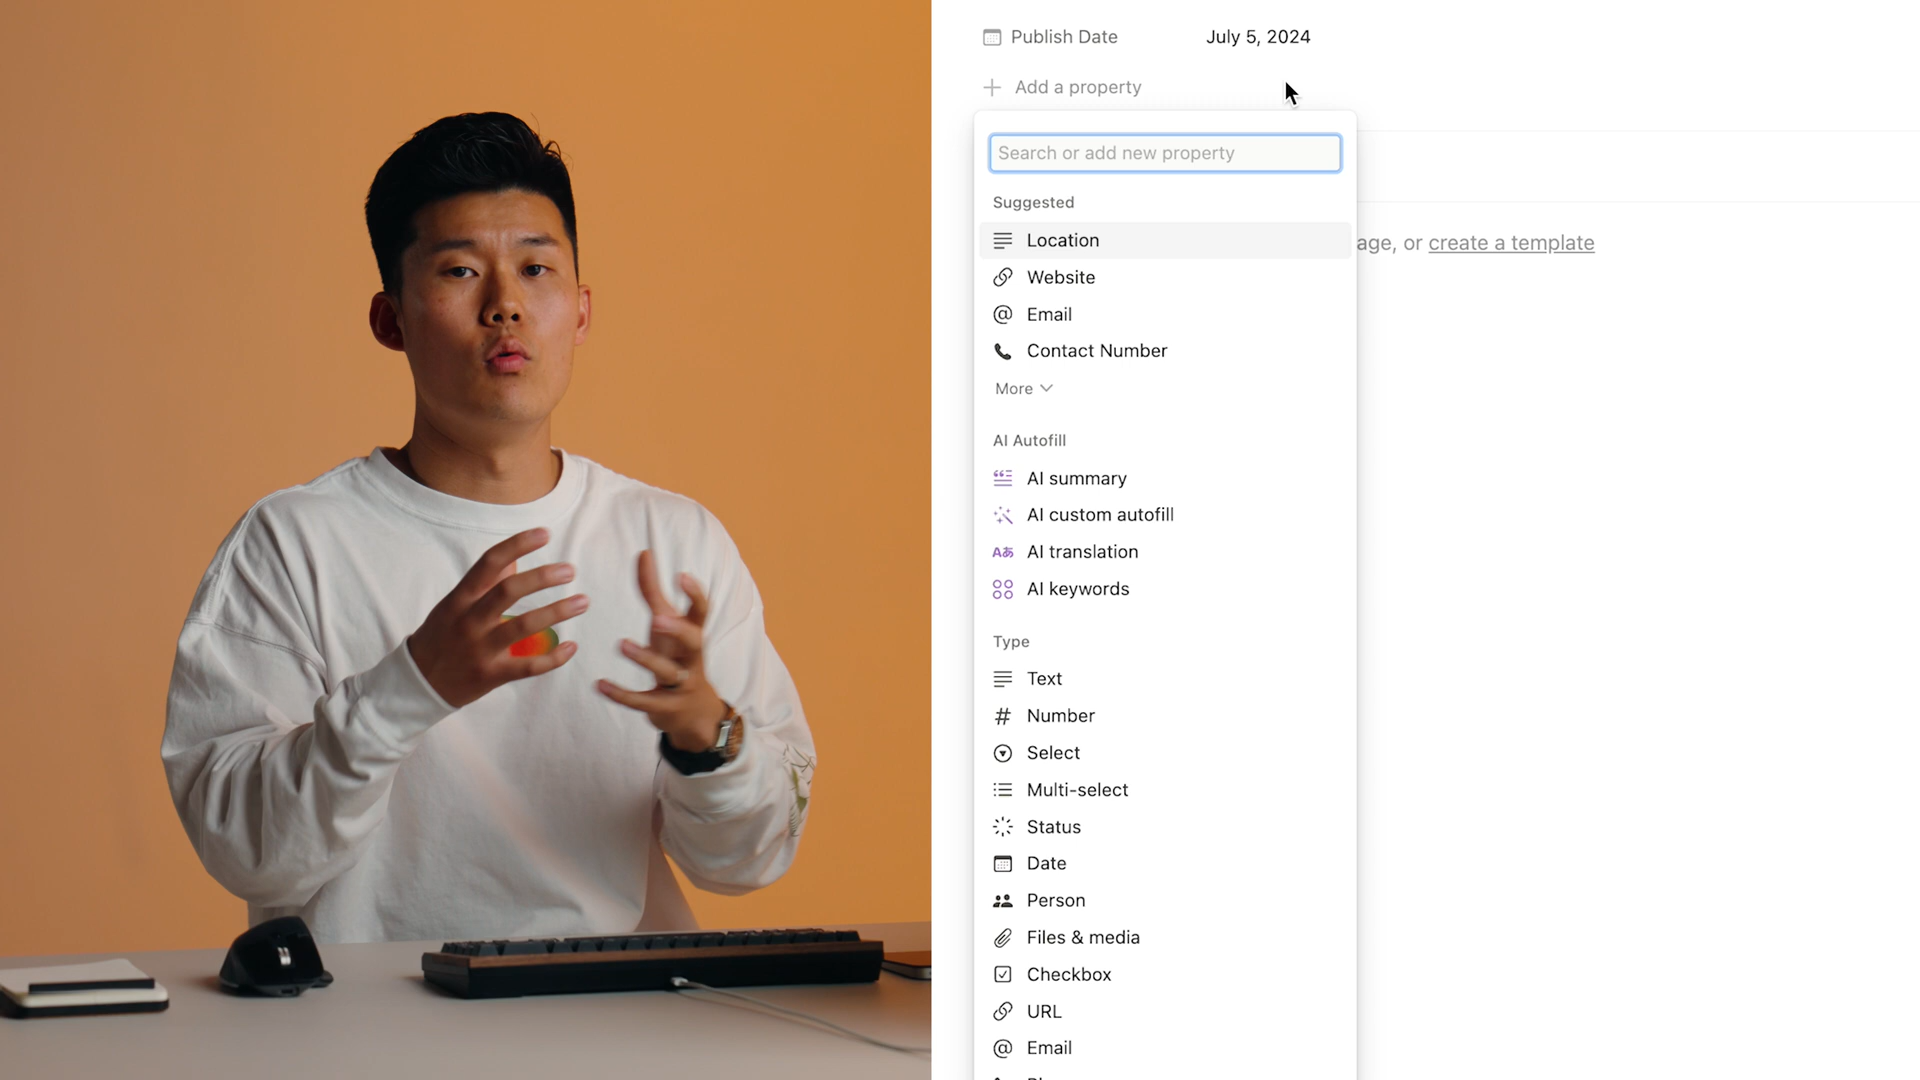 Publish Date July 5, 2024
Add a property
Search or add new property
Suggested
Location
age, or create a template
Website
Email
Contact Number
More
AI Autofill
AI summary
AI custom autofill
Aあ AI translation
AI keywords
Type
Text
Number
Select
Multi-select
Status
Date
Person
Files & media
Checkbox
URL
Email